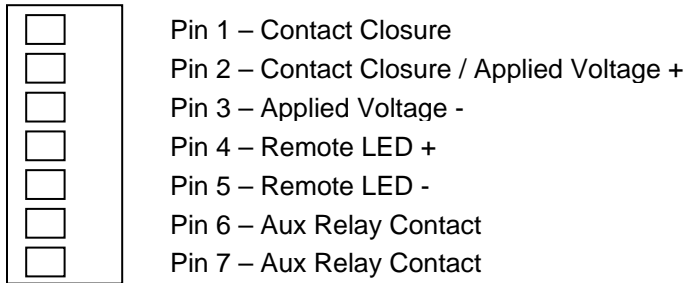 Pin 1 – Contact Closure
Pin 2 – Contact Closure / Applied Voltage +
Pin 3 – Applied Voltage -
Pin 4 – Remote LED +
Pin 5 – Remote LED -
Pin 6 – Aux Relay Contact
Pin 7 – Aux Relay Contact